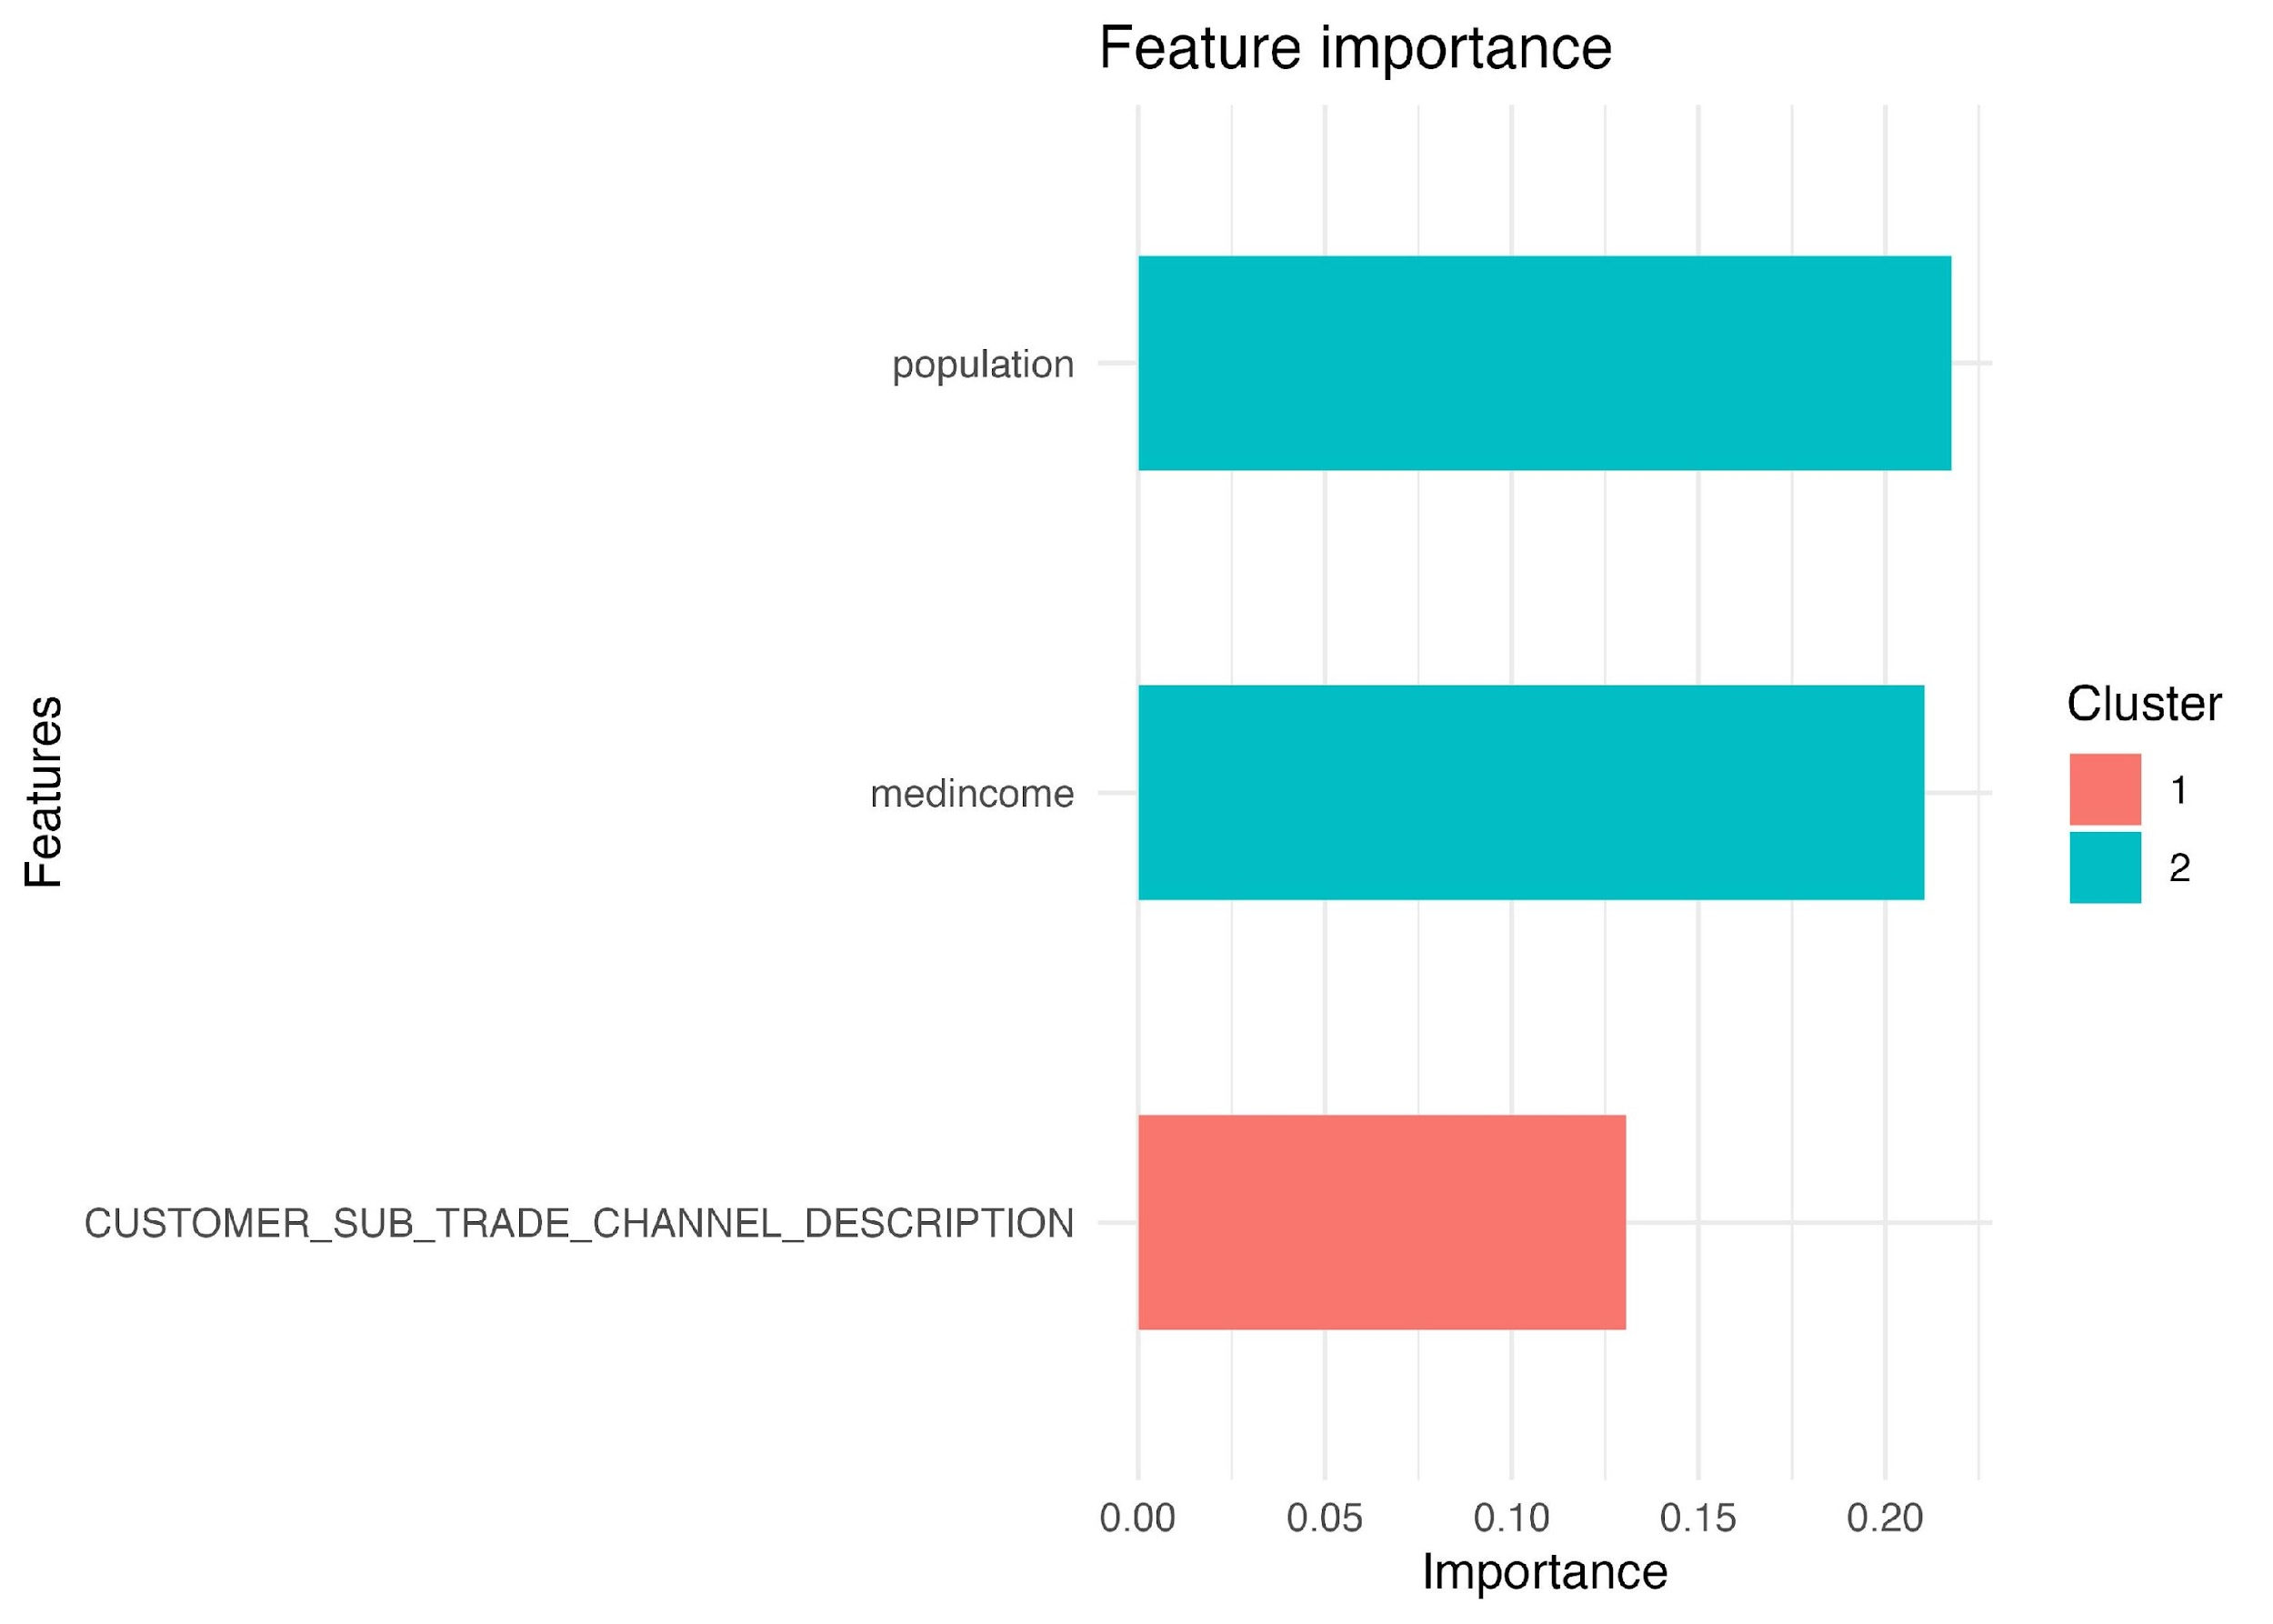 Feature importance
Features
population
medincome
CUSTOMER_SUB_TRADE_CHANNEL_DESCRIPTION
Cluster
1
2
0.00 0.05 0.10 0.15 0.20
Importance